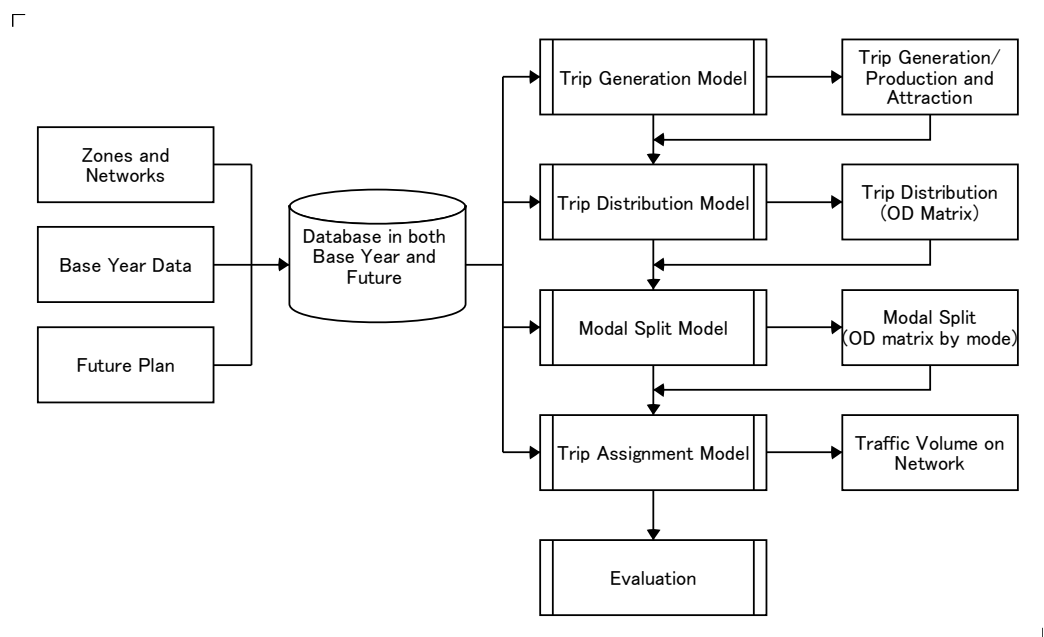 Zones and
Networks
Base Year Data
Future Plan
Database in both
Base Year and
Future
Trip Generation Model
Trip Generation/
Production and
Attraction
Trip Distribution Model
Trip Distribution
(OD Matrix)
Modal Split Model
Modal Split
(OD matrix by mode)
Trip Assignment Model
Traffic Volume on
Network
Evaluation